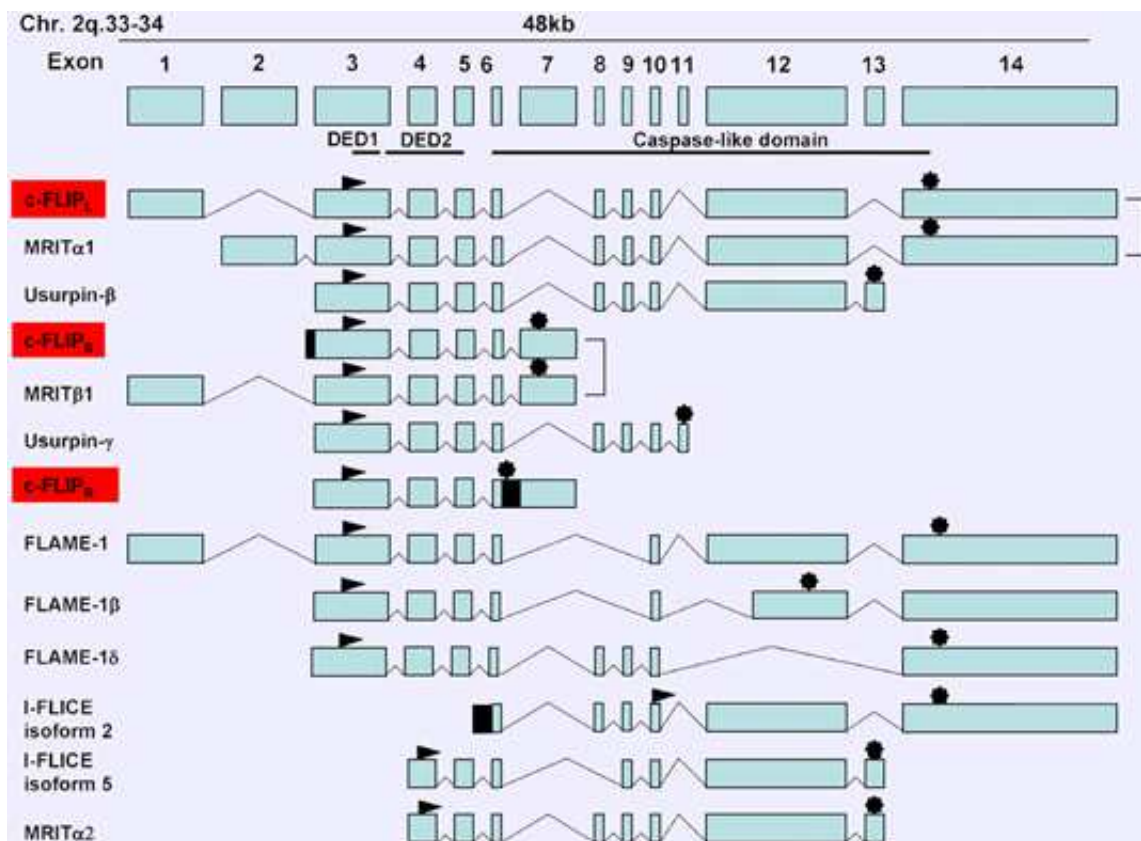 Chr. 2q.33-34 48kb
Exon 1 2 3 4 5 6 7 8 9 10 11 12 13 14
DED1 DED2 Caspase-like domain
c-FLIPL
MRITα1
Usurpin-β
c-FLIPS
MRITβ1
Usurpin-γ
c-FLIPR
FLAME-1
FLAME-1β
FLAME-1δ
I-FLICE
isoform 2
I-FLICE
isoform 5
MRITα2